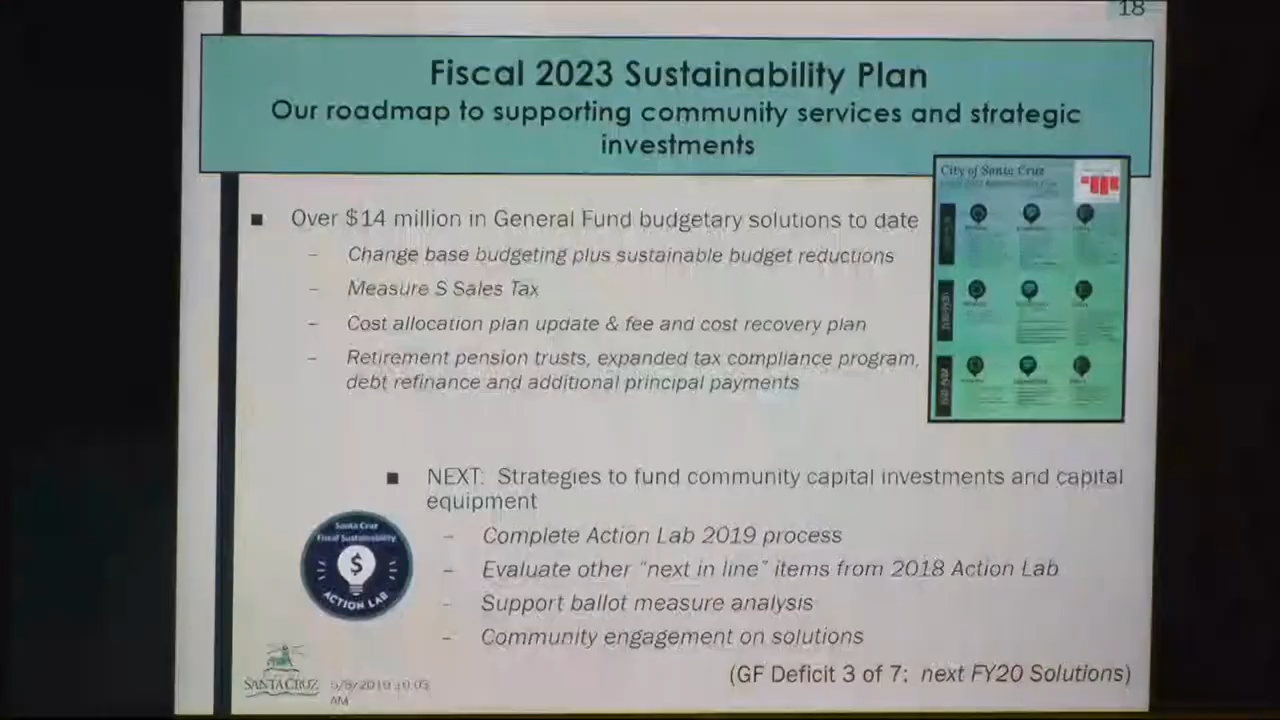 18
Fiscal 2023 Sustainability Plan
Our roadmap to supporting community services and strategic
investments
City of Santa Cruz
■ Over $14 million in General Fund budgetary solutions to date
– Change base budgeting plus sustainable budget reductions
– Measure S Sales Tax
– Cost allocation plan update & fee and cost recovery plan
– Retirement pension trusts, expanded tax compliance program,
debt refinance and additional principal payments
■ NEXT: Strategies to fund community capital investments and capital
equipment
– Complete Action Lab 2019 process
– Evaluate other "next in line" items from 2018 Action Lab
– Support ballot measure analysis
– Community engagement on solutions
Santa Cruz
Fiscal Sustainability
$
ACTION LAB
(GF Deficit 3 of 7: next FY20 Solutions)
SANTA CRUZ
AM